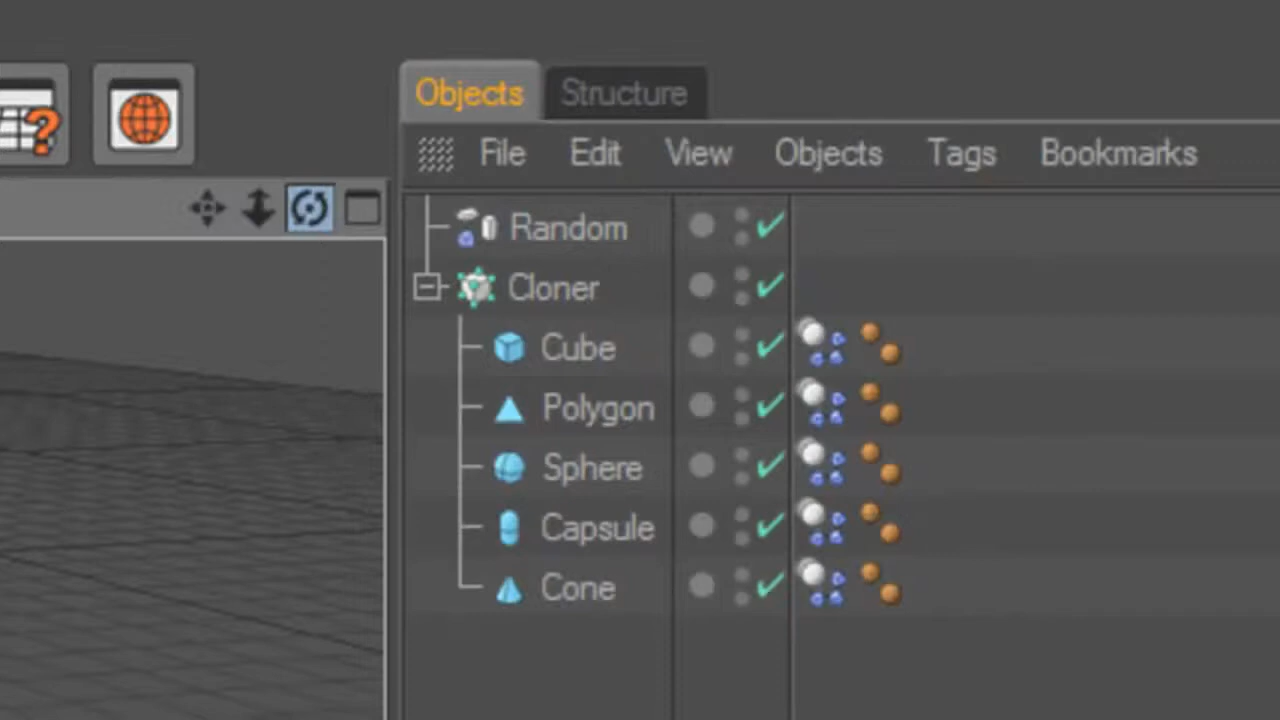 Objects Structure
File Edit View Objects Tags Bookmarks
Random
Cloner
Cube
Polygon
Sphere
Capsule
Cone